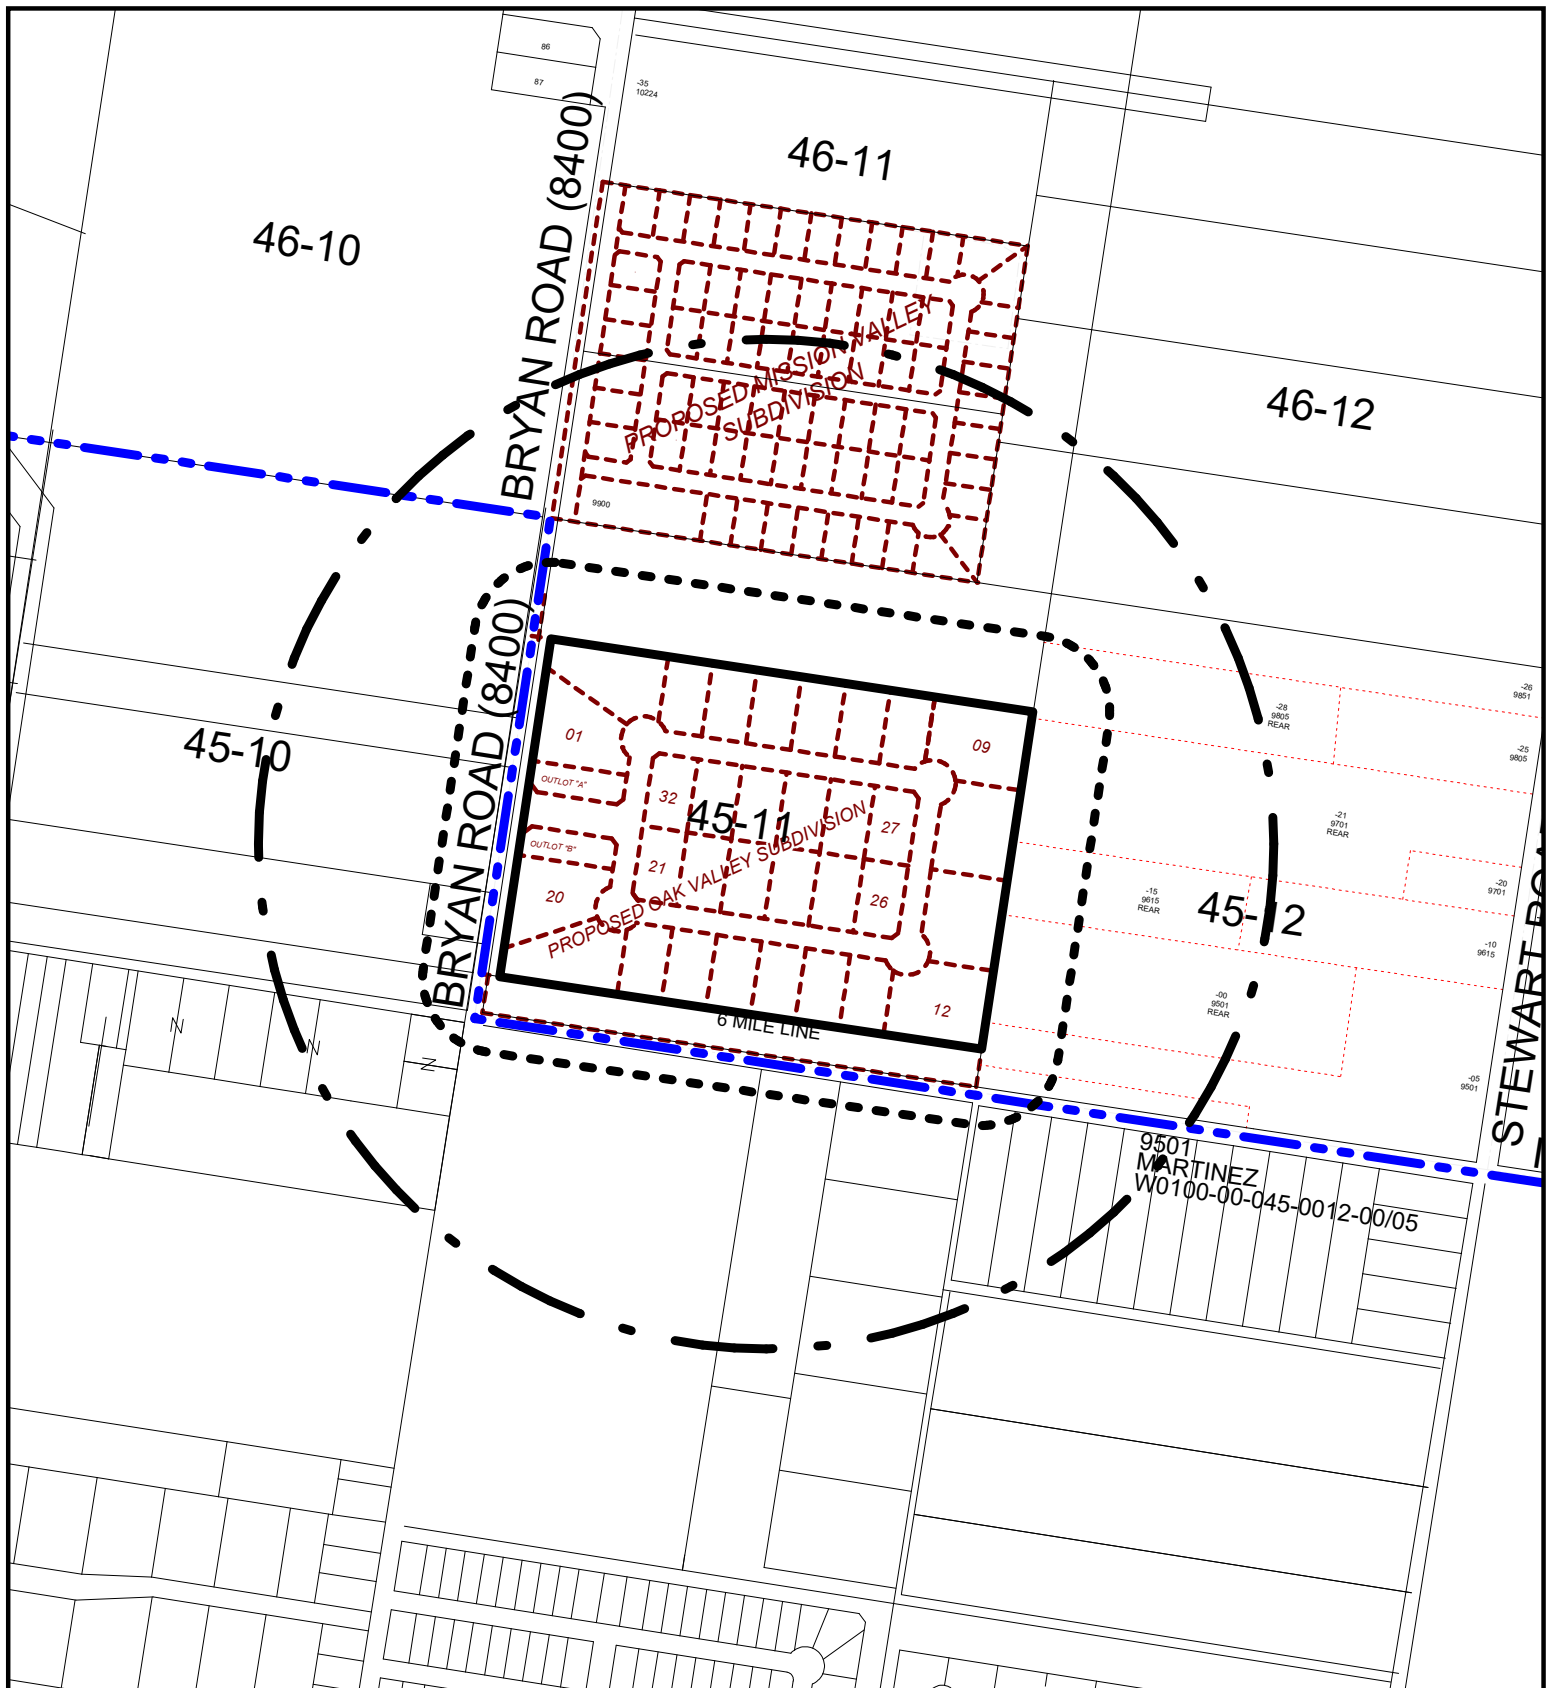 86
87
-35
10224
BRYAN ROAD (8400)
46-11
46-10
PROPOSED MISSION VALLEY
SUBDIVISION
46-12
9900
BRYAN ROAD (8400)
45-10
01
09
OUTLOT "A"
32
45-11
27
OUTLOT "B"
21
PROPOSED OAK VALLEY SUBDIVISION
20
26
12
6 MILE LINE
-26
9851
-28
9805
REAR
-25
9805
-21
9701
REAR
-20
9701
-15
9615
REAR
45-12
-10
9615
-00
9501
REAR
-05
9501
N
N
N
9501
MARTINEZ
W0100-00-045-0012-00/05
STEWART ROA